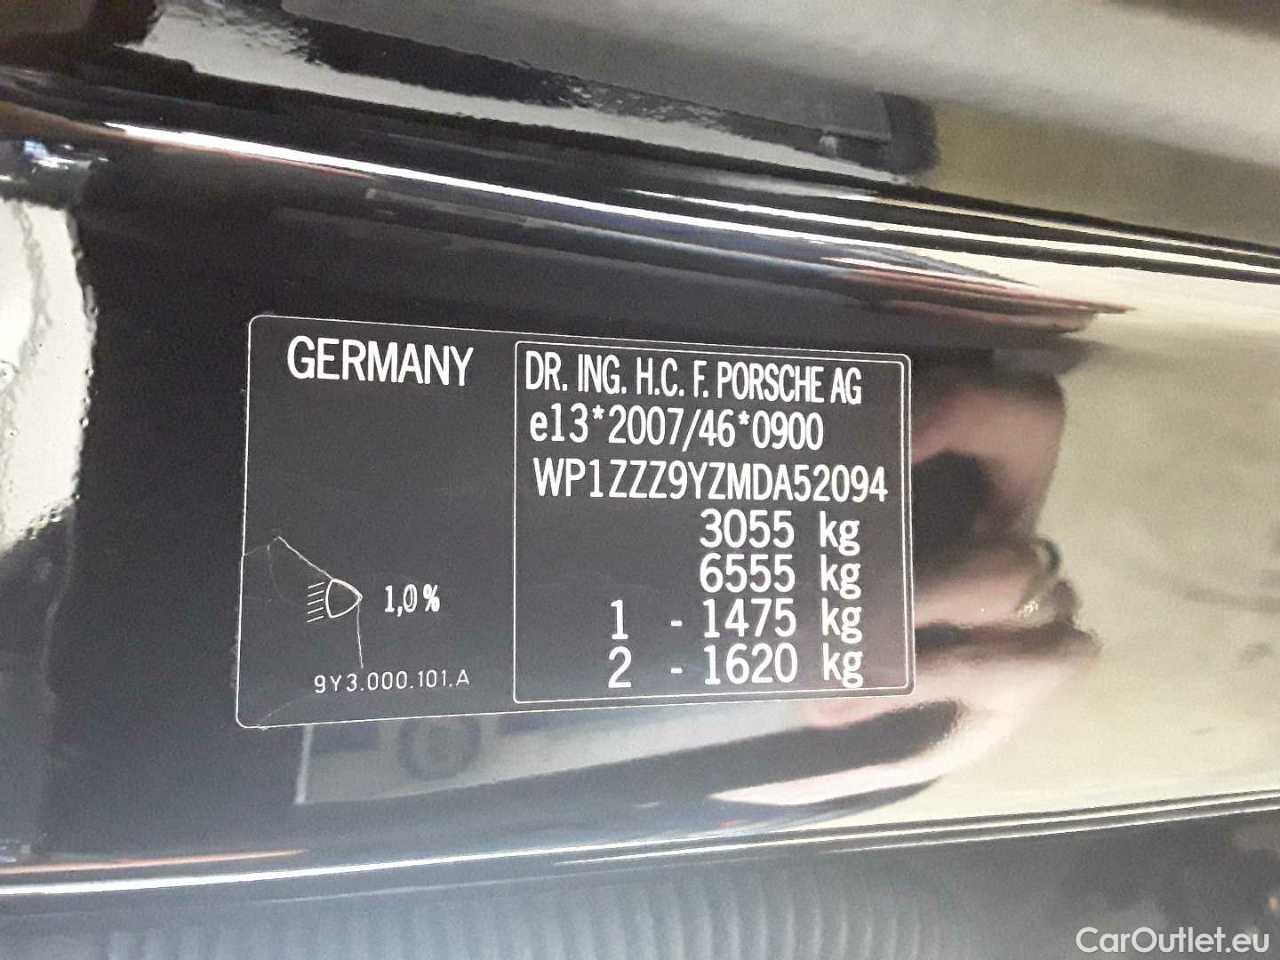 GERMANY
DR. ING. H.C. F. PORSCHE AG
e13*2007/46*0900
WP1ZZZ9YZMDA52094
3055 kg
6555 kg
1 - 1475 kg
2 - 1620 kg
1,0%
9Y3.000.101.A
CarOutlet.eu